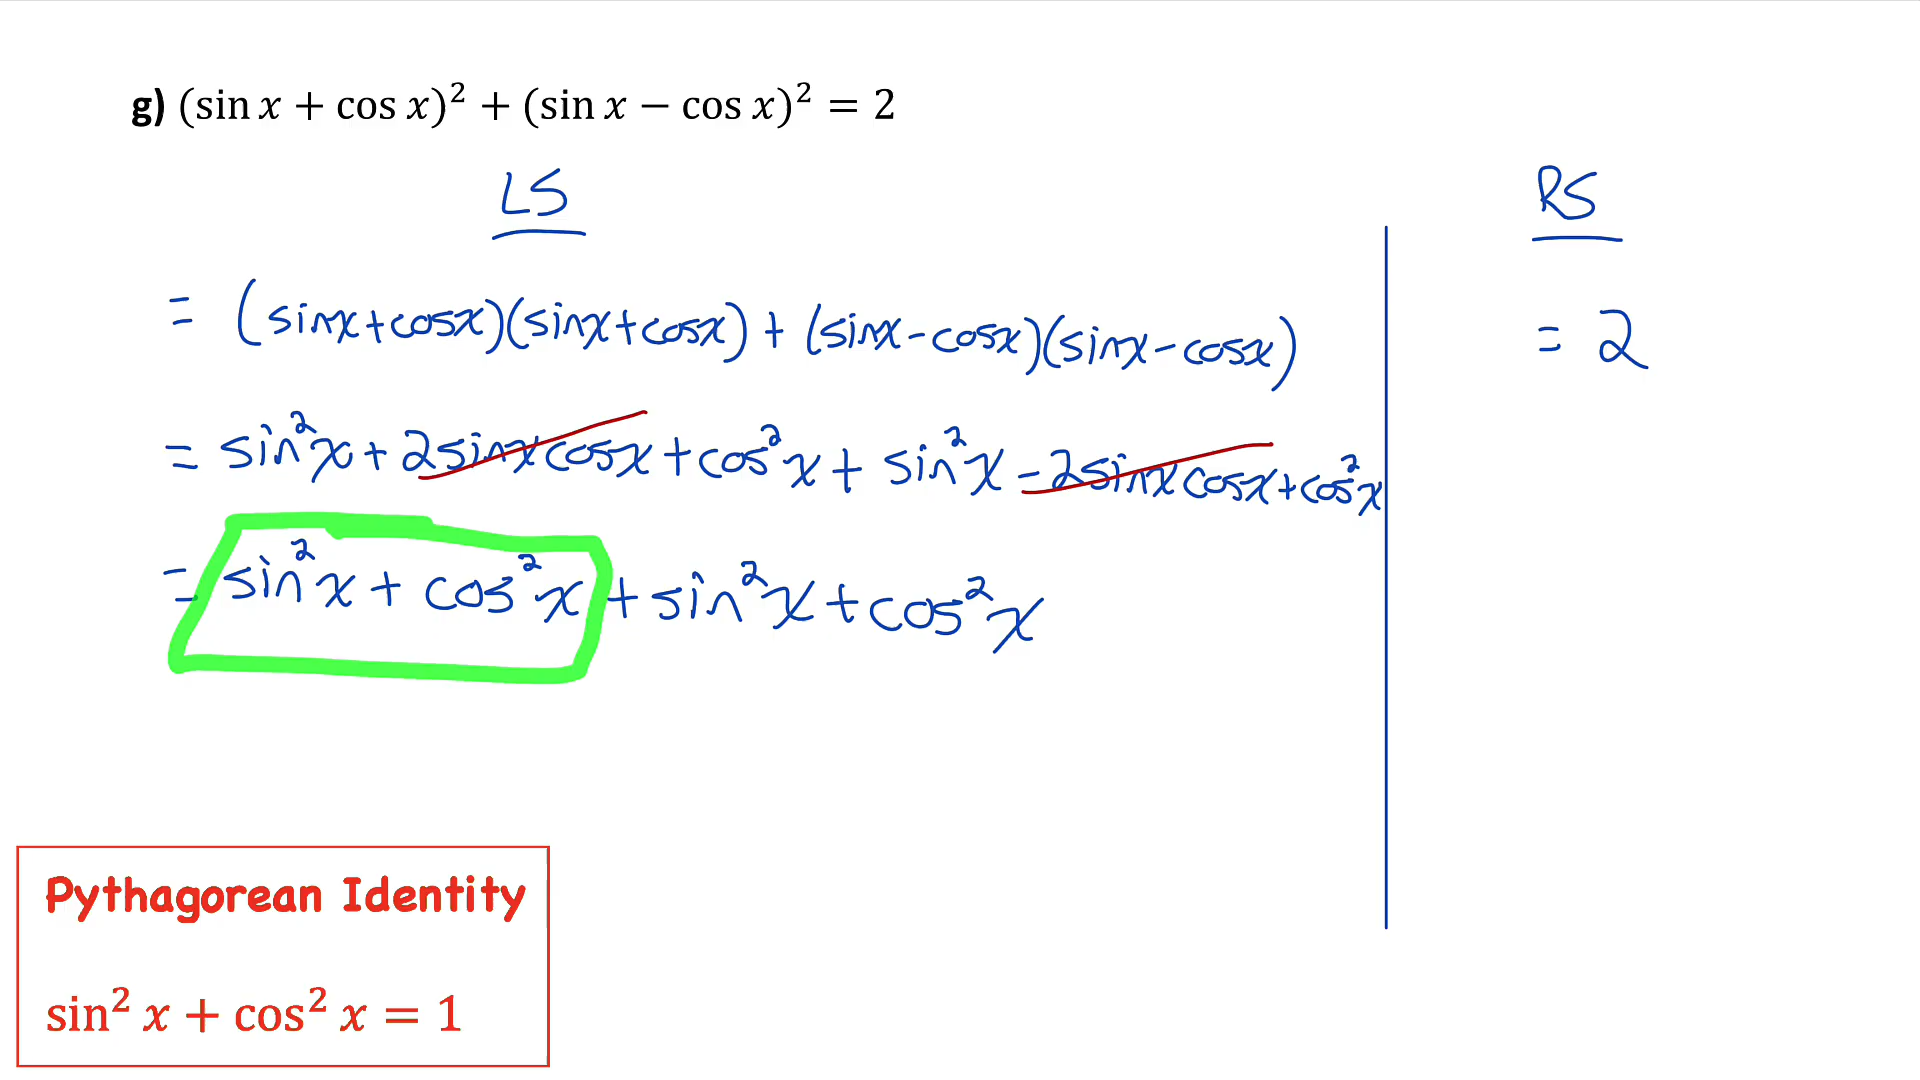 g) (sin x + cos x)² + (sin x − cos x)² = 2
LS
RS
= (sinx+cosx)(sinx+cosx) + (sinx-cosx)(sinx-cosx)
= 2
= sin²x + 2sinxcosx + cos²x + sin²x - 2sinxcosx + cos²x
= sin²x + cos²x + sin²x + cos²x
Pythagorean Identity
sin² x + cos² x = 1